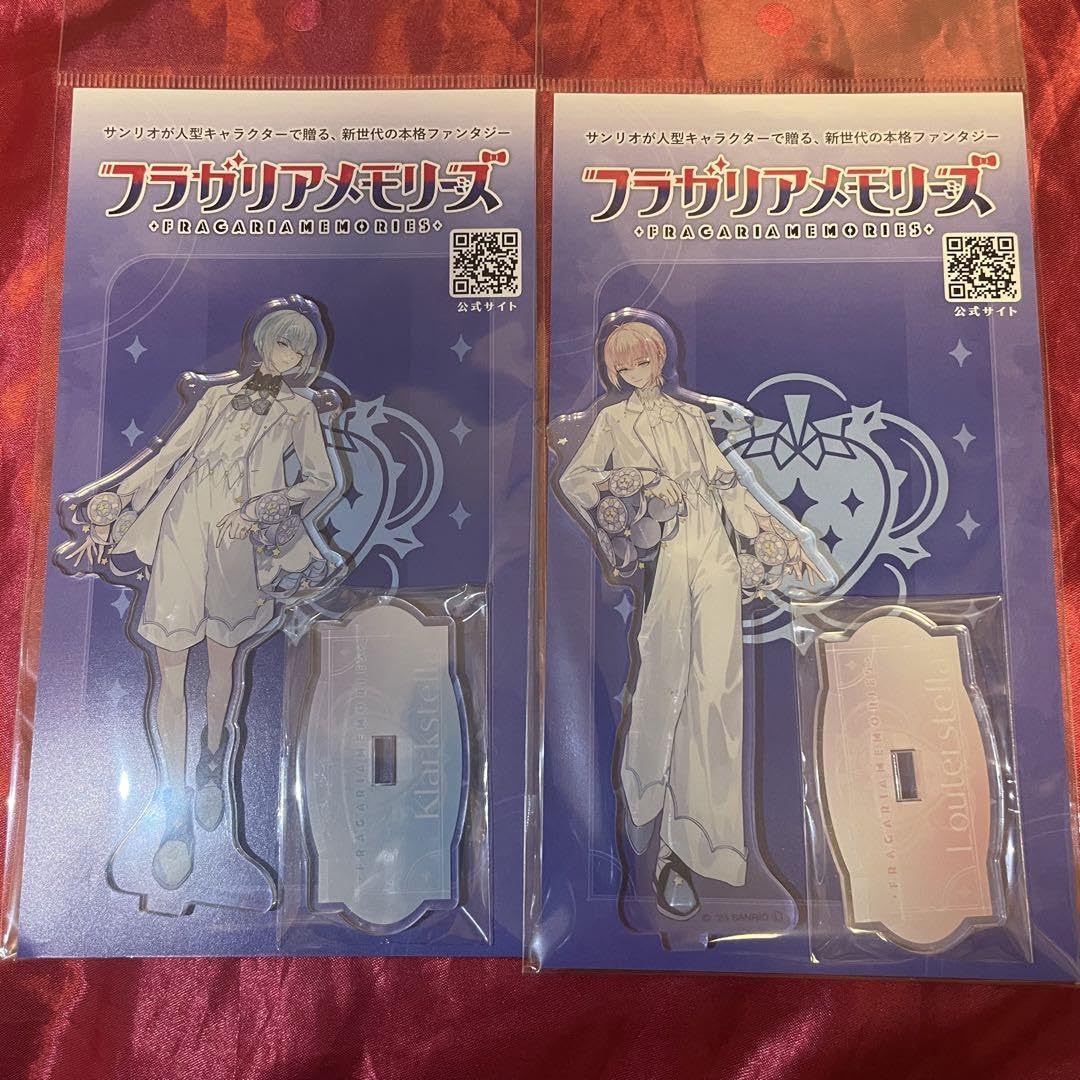 サンリオが人型キャラクターで贈る、新世代の本格ファンタジー
フラガリアメモリーズ
FRAGARIAMEMORIES
公式サイト
FRAGARIAMEMORIES
Klarkstella
サンリオが人型キャラクターで贈る、新世代の本格ファンタジー
フラガリアメモリーズ
FRAGARIAMEMORIES
公式サイト
FRAGARIAMEMORIES
Louterstella
© '23 SANRIO